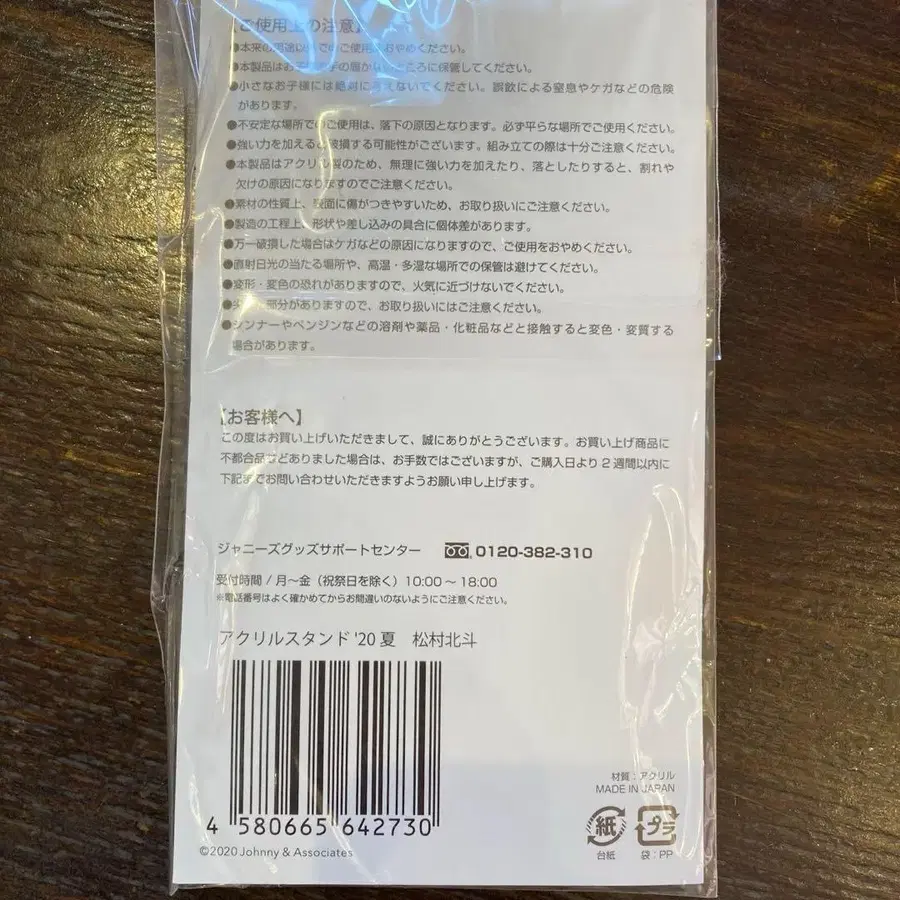 【ご使用上の注意】
●本来の用途以外でのご使用はおやめください。
●本製品はお子様の手の届かないところに保管してください。
●小さなお子様には絶対に与えないでください。誤飲による窒息やケガなどの危険
があります。
●不安定な場所でのご使用は、落下の原因となります。必ず平らな場所でご使用ください。
●強い力を加えると破損する可能性がございます。組み立ての際は十分ご注意ください。
●本製品はアクリル製のため、無理に強い力を加えたり、落としたりすると、割れや
欠けの原因になりますのでご注意ください。
●素材の性質上、表面に傷がつきやすいため、お取り扱いにご注意ください。
●製造の工程上、形状や差し込みの具合に個体差があります。
●万一破損した場合はケガなどの原因になりますので、ご使用をおやめください。
●直射日光の当たる場所や、高温・多湿な場所での保管は避けてください。
●変形・変色の恐れがありますので、火気に近づけないでください。
●部分がありますので、お取り扱いにはご注意ください。
●シンナーやベンジンなどの溶剤や薬品・化粧品などと接触すると変色・変質する
場合があります。
【お客様へ】
この度はお買い上げいただきまして、誠にありがとうございます。お買い上げ商品に
不都合品などありました場合は、お手数ではございますが、ご購入日より2週間以内に
下記までお問い合わせいただきますようお願い申し上げます。
ジャニーズグッズサポートセンター 0120-382-310
受付時間 / 月〜金（祝祭日を除く）10:00〜18:00
※電話番号はよく確かめてからお間違いのないようにご注意ください。
アクリルスタンド '20 夏 松村北斗
4 580665 642730
©2020 Johnny & Associates
材質：アクリル
MADE IN JAPAN
紙 プラ
台紙 袋：PP